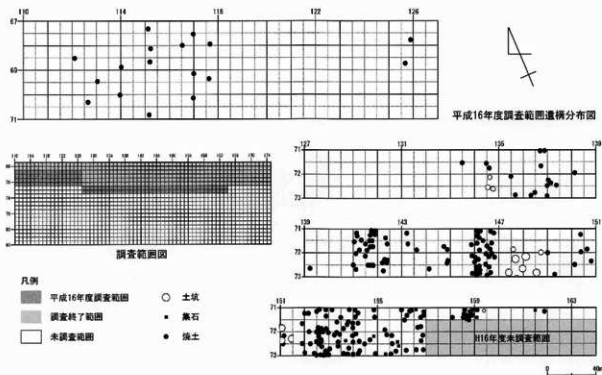 110 114 118 122 126
67
69
71
平成16年度調査範囲遺構分布図
調査範囲図
127 131 135 139
71
72
73
139 143 147 151
71
72
73
151 155 159 163
71
72
73
H16年度未調査範囲
凡例
平成16年度調査範囲
調査終了範囲
未調査範囲
土坑
集石
焼土
0 40m